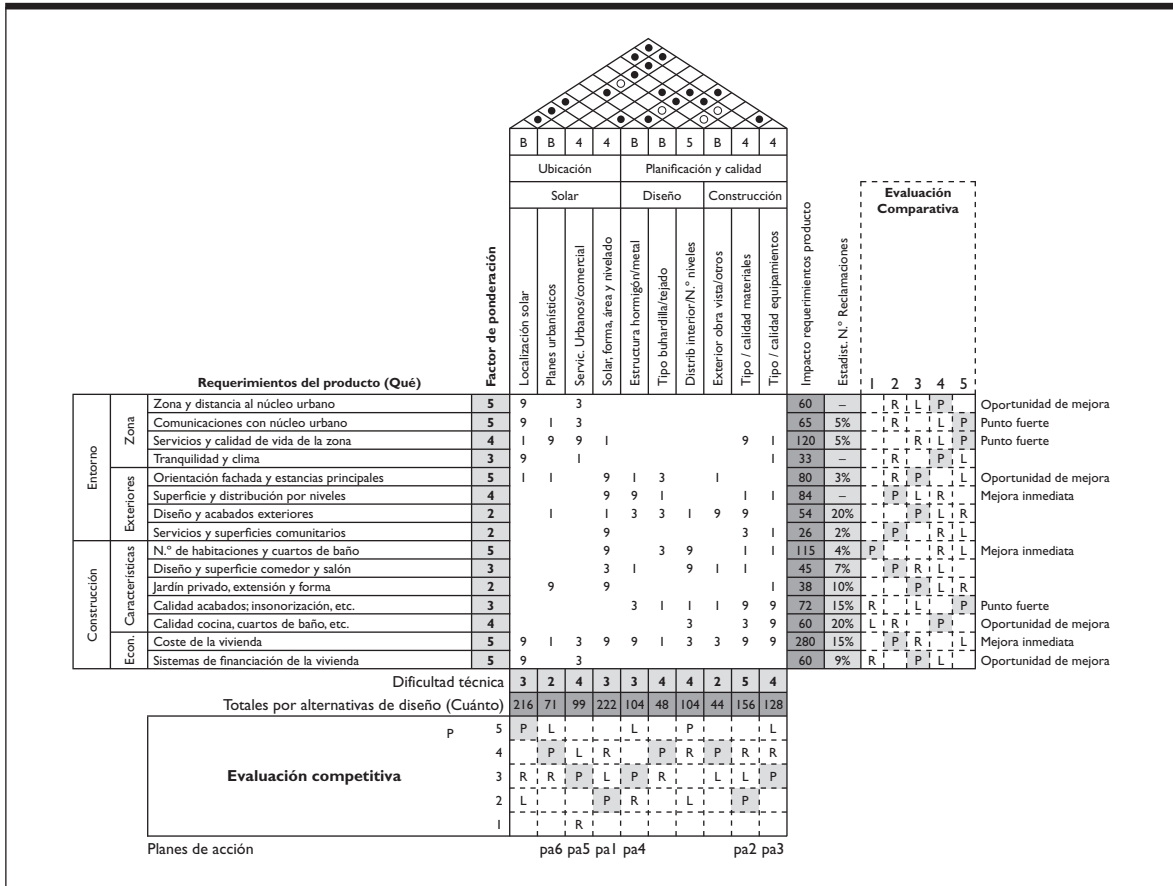 B B 4 4 B B 5 B 4 4
Ubicación Planificación y calidad
Solar Diseño Construcción
Evaluación
Comparativa
Requerimientos del producto (Qué)
Factor de ponderación
Localización solar
Planes urbanísticos
Servic. Urbanos/comercial
Solar, forma, área y nivelado
Estructura hormigón/metal
Tipo buhardilla/tejado
Distrib interior/N.º niveles
Exterior obra vista/otros
Tipo / calidad materiales
Tipo / calidad equipamientos
Impacto requerimientos producto
Estadist. N.º Reclamaciones
1 2 3 4 5
Entorno
Zona
Zona y distancia al núcleo urbano 5 9 3 60 – R L P Oportunidad de mejora
Comunicaciones con núcleo urbano 5 9 1 3 65 5% R L P Punto fuerte
Servicios y calidad de vida de la zona 4 1 9 9 1 9 1 120 5% R L P Punto fuerte
Tranquilidad y clima 3 9 1 1 33 – R P L
Exteriores
Orientación fachada y estancias principales 5 1 1 9 1 3 1 80 3% R P L Oportunidad de mejora
Superficie y distribución por niveles 4 9 9 1 1 1 84 – P L R Mejora inmediata
Diseño y acabados exteriores 2 1 1 3 3 1 9 9 54 20% P L R
Servicios y superficies comunitarios 2 9 3 1 26 2% P R L
Construcción
Características
N.º de habitaciones y cuartos de baño 5 9 3 9 1 1 115 4% P R L Mejora inmediata
Diseño y superficie comedor y salón 3 3 1 9 1 1 45 7% P R L
Jardín privado, extensión y forma 2 9 9 1 38 10% P L R
Calidad acabados; insonorización, etc. 3 3 1 1 1 9 9 72 15% R L P Punto fuerte
Calidad cocina, cuartos de baño, etc. 4 3 3 9 60 20% L R P Oportunidad de mejora
Econ.
Coste de la vivienda 5 9 1 3 9 9 1 3 3 9 9 280 15% P R L Mejora inmediata
Sistemas de financiación de la vivienda 5 9 3 60 9% R P L Oportunidad de mejora
Dificultad técnica 3 2 4 3 3 4 4 2 5 4
Totales por alternativas de diseño (Cuánto) 216 71 99 222 104 48 104 44 156 128
P 5 P L L P L
4 P L R P R P R R
Evaluación competitiva 3 R R P L P R L L P
2 L P R L P
1 R
Planes de acción pa6 pa5 pa1 pa4 pa2 pa3